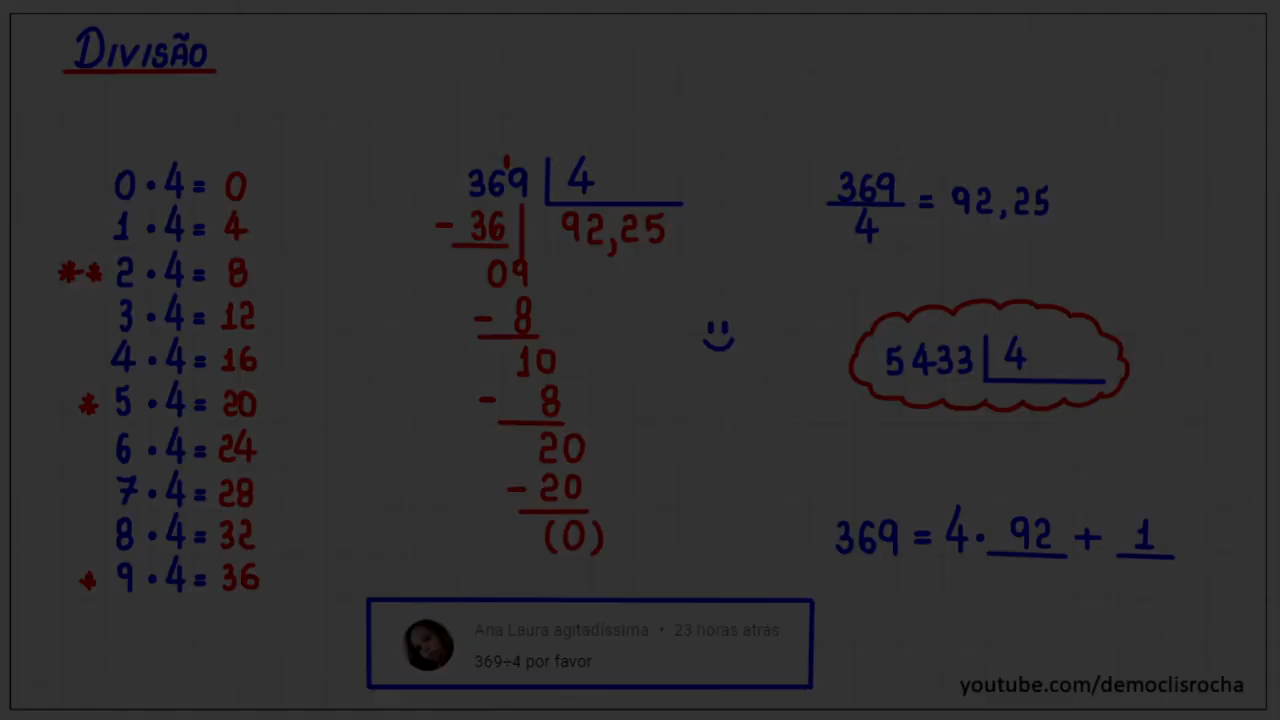 DIVISÃO
0 · 4 = 0
1 · 4 = 4
** 2 · 4 = 8
3 · 4 = 12
4 · 4 = 16
* 5 · 4 = 20
6 · 4 = 24
7 · 4 = 28
8 · 4 = 32
* 9 · 4 = 36
369 4
- 36 92,25
09
- 8
10
- 8
20
- 20
(0)
369
4
= 92,25
5433 4
369 = 4 · 92 + 1
Ana Laura agitadíssima • 23 horas atrás
369÷4 por favor
youtube.com/democlisrocha